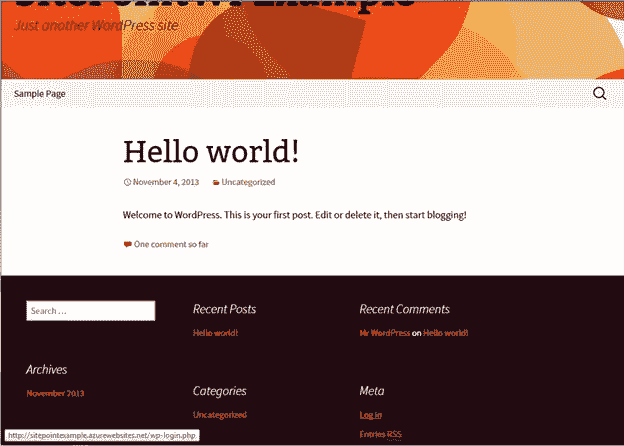 SitePoint WP Example
Just another WordPress site
Sample Page
Hello world!
November 4, 2013 Uncategorized
Welcome to WordPress. This is your first post. Edit or delete it, then start blogging!
One comment so far
Search …
Recent Posts
Hello world!
Recent Comments
Mr WordPress on Hello world!
Archives
November 2013
Categories
Uncategorized
Meta
Log in
Entries RSS
http://sitepointexample.azurewebsites.net/wp-login.php